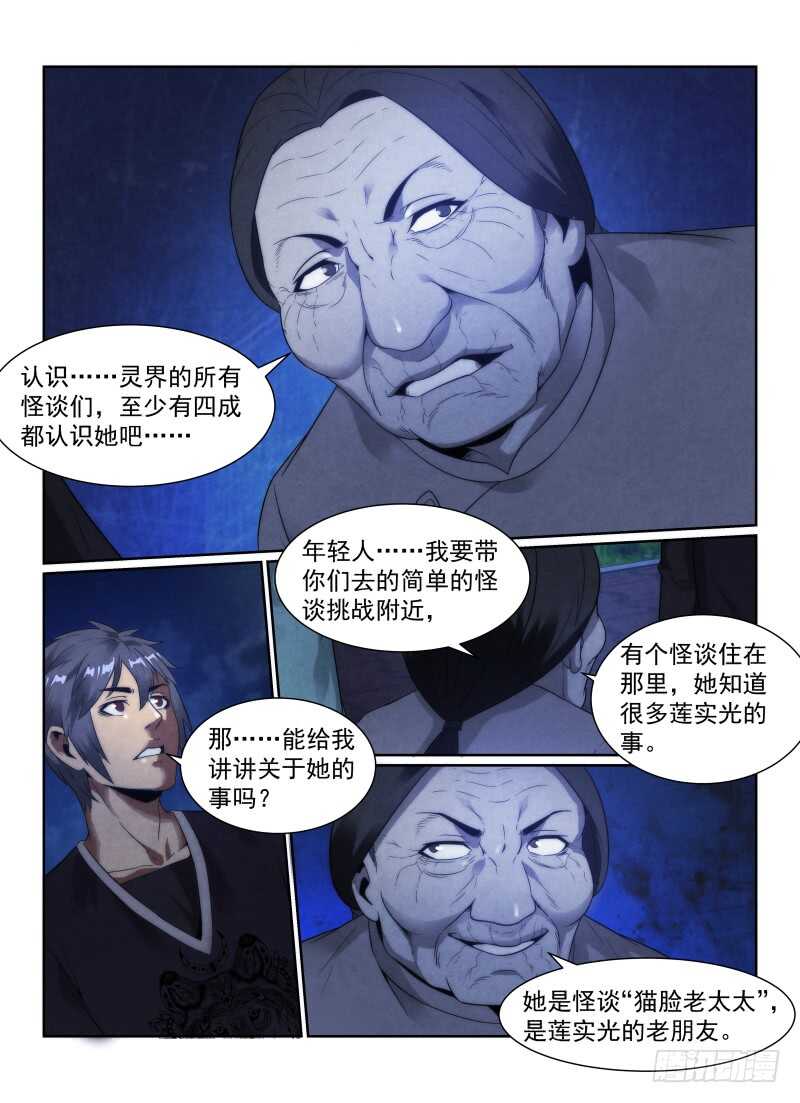 认识……灵界的所有
怪谈们，至少有四成
都认识她吧……
那……能给我
讲讲关于她的
事吗？
年轻人……我要带
你们去的简单的怪
谈挑战附近，
有个怪谈住在
那里，她知道
很多莲实光的
事。
她是怪谈“猫脸老太太”，
是莲实光的老朋友。
腾讯动漫